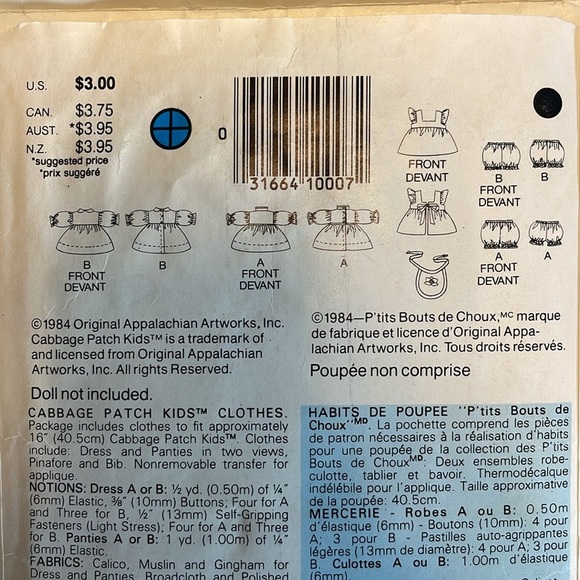 U.S. $3.00
CAN. $3.75
AUST. *$3.95
N.Z. $3.95
*suggested price
*prix suggéré
0
31664 10007
FRONT
DEVANT
B
FRONT
DEVANT
B
B
FRONT
DEVANT
B
A
FRONT
DEVANT
A
A
FRONT
DEVANT
A
©1984 Original Appalachian Artworks, Inc.
Cabbage Patch Kids™ is a trademark of
and licensed from Original Appalachian
Artworks, Inc. All rights Reserved.
Doll not included.
©1984—P'tits Bouts de Choux,MC marque
de fabrique et licence d'Original Appa-
lachian Artworks, Inc. Tous droits réservés.
Poupée non comprise
CABBAGE PATCH KIDS™ CLOTHES.
Package includes clothes to fit approximately
16" (40.5cm) Cabbage Patch Kids™. Clothes
include: Dress and Panties in two views,
Pinafore and Bib. Nonremovable transfer for
applique.
NOTIONS: Dress A or B: ½ yd. (0.50m) of ¼"
(6mm) Elastic, ⅜" (10mm) Buttons; Four for A
and Three for B, ½" (13mm) Self-Gripping
Fasteners (Light Stress); Four for A and Three
for B. Panties A or B: 1 yd. (1.00m) of ¼"
(6mm) Elastic.
FABRICS: Calico, Muslin and Gingham for
Dress and Panties, Broadcloth and Polished
HABITS DE POUPEE "P'tits Bouts de
Choux"MD. La pochette comprend les pièces
de patron nécessaires à la réalisation d'habits
pour une poupée de la collection des P'tits
Bouts de ChouxMD. Deux ensembles robe-
culotte, tablier et bavoir. Thermodécalque
indélébile pour l'applique. Taille approximative
de la poupée: 40.5cm.
MERCERIE - Robes A ou B: 0.50m
d'élastique (6mm) - Boutons (10mm): 4 pour
A; 3 pour B - Pastilles auto-agrippantes
légères (13mm de diamètre): 4 pour A; 3 pour
B. Culottes A ou B: 1.00m d'élastique
(6mm).